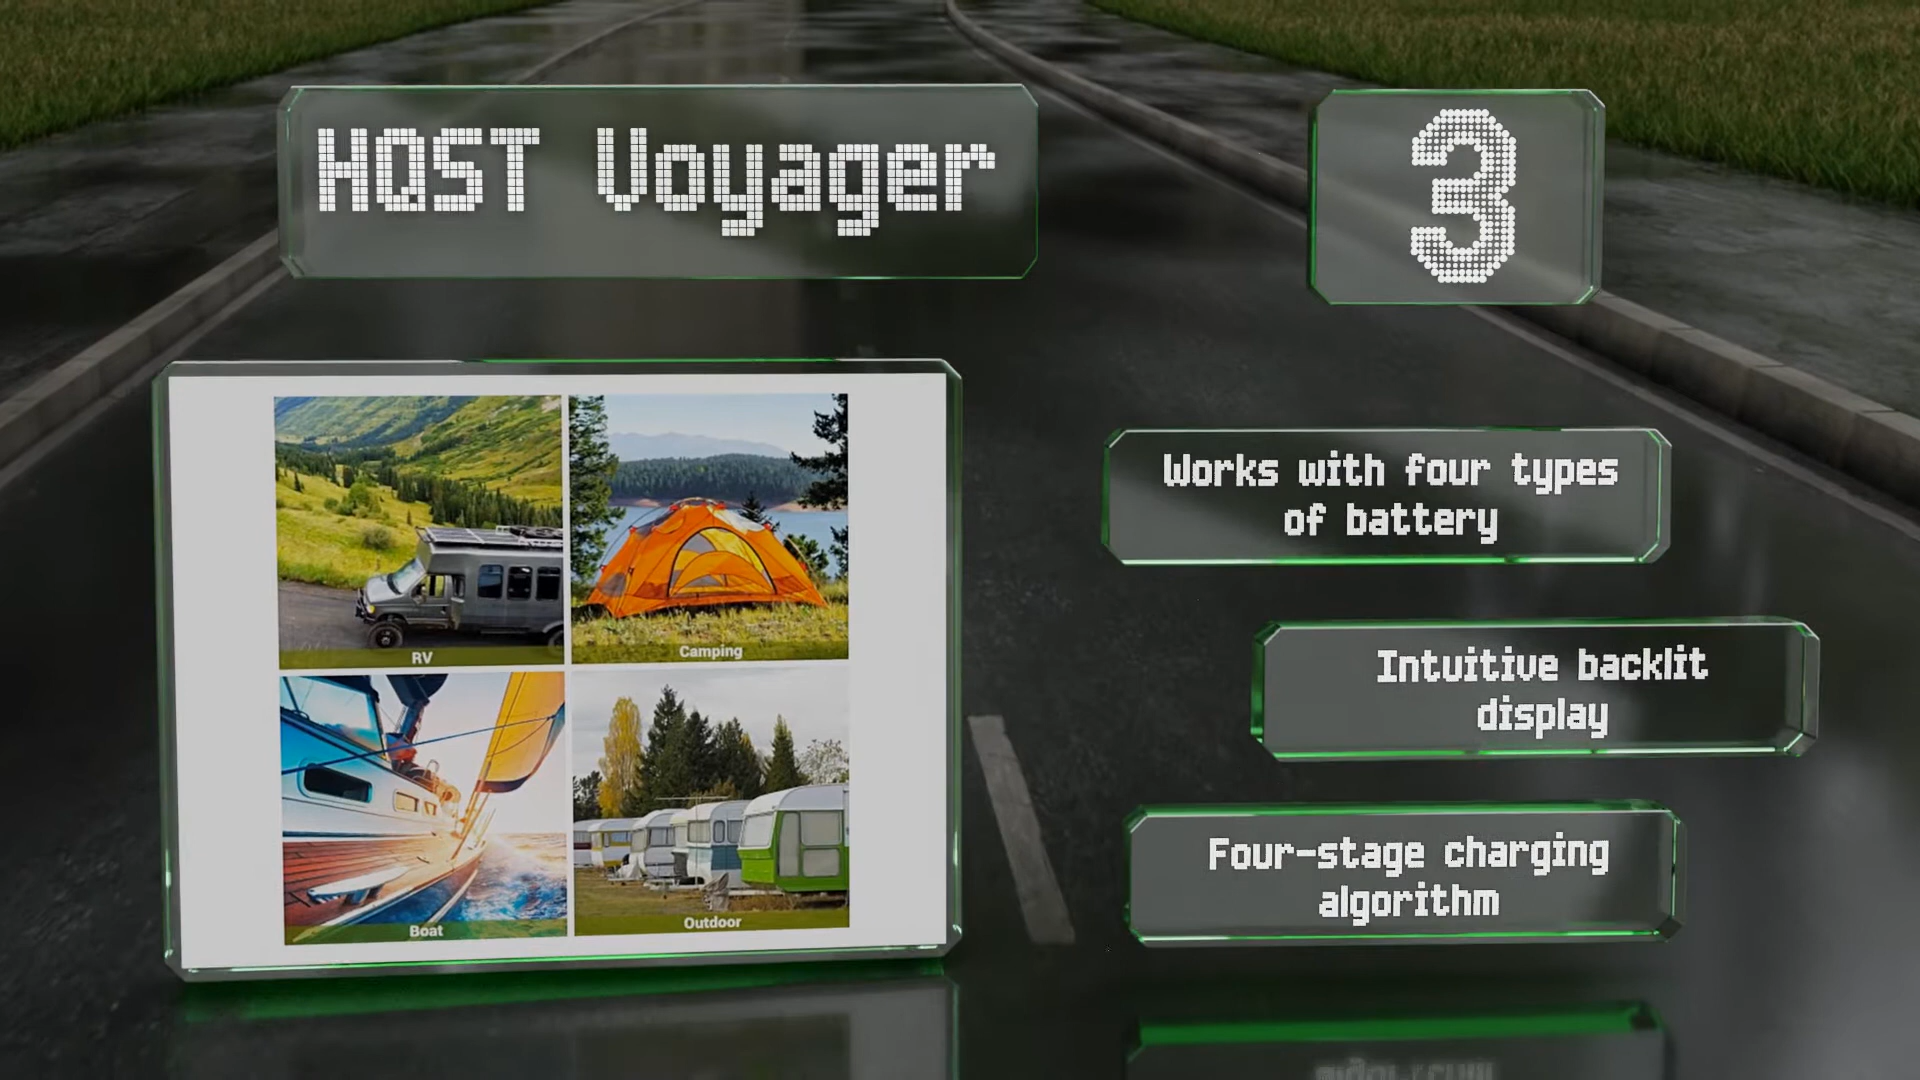 HQST Voyager
3
RV
Camping
Boat
Outdoor
Works with four types
of battery
Intuitive backlit
display
Four-stage charging
algorithm